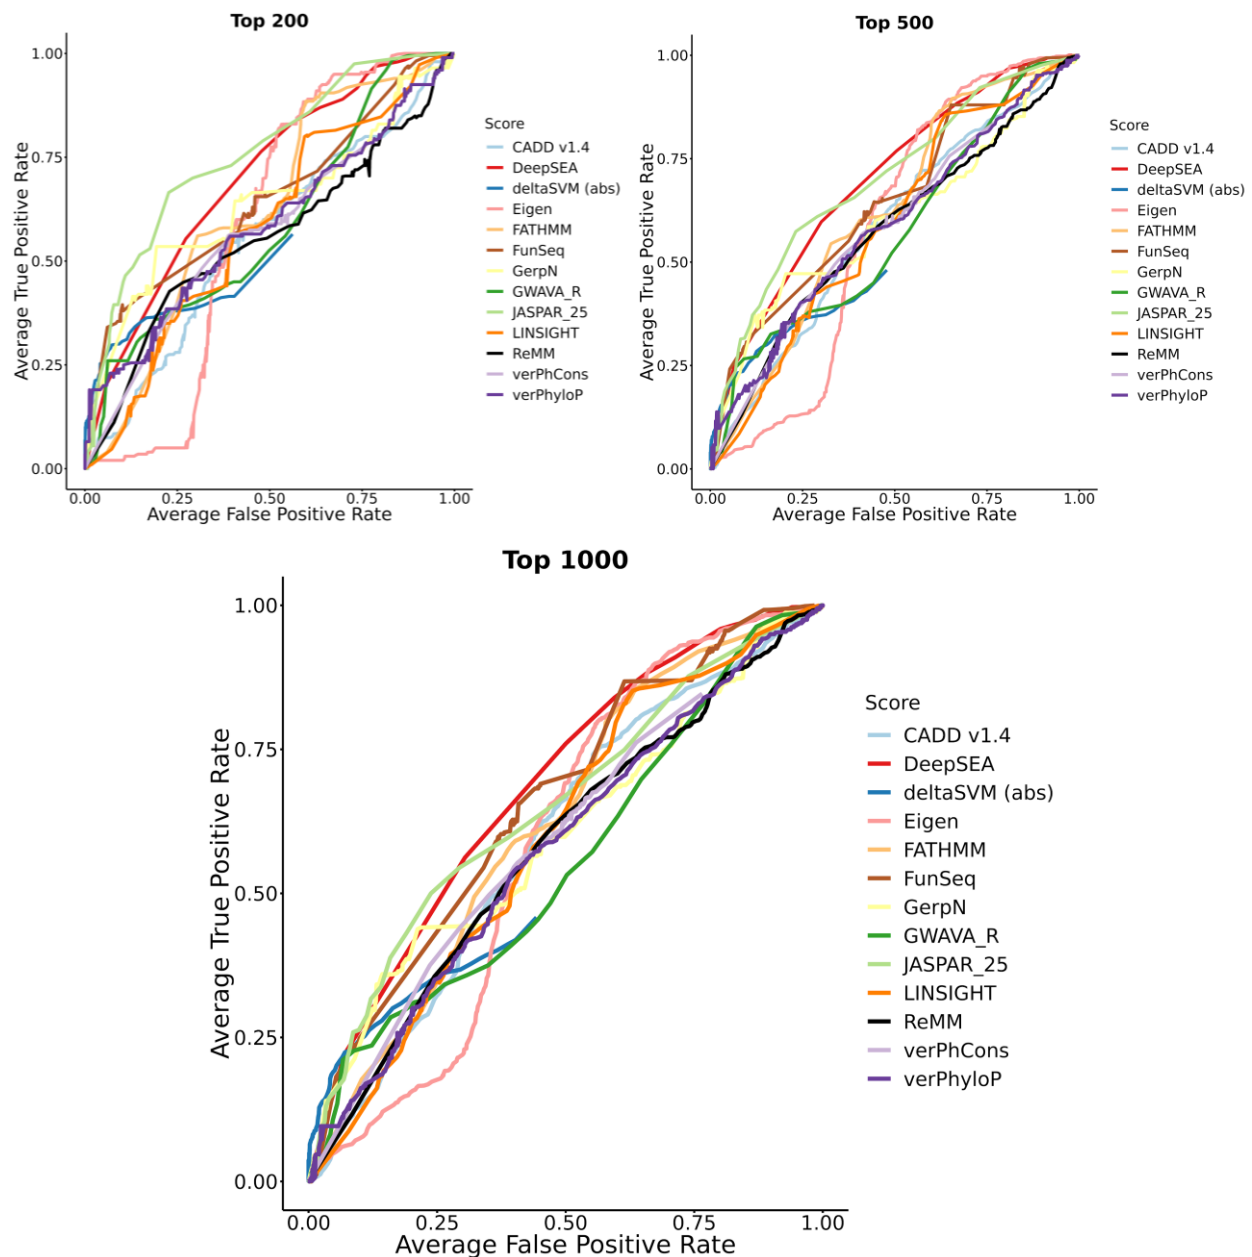 Top 200
Average True Positive Rate
1.00
0.75
0.50
0.25
0.00
0.00 0.25 0.50 0.75 1.00
Average False Positive Rate
Score
CADD v1.4
DeepSEA
deltaSVM (abs)
Eigen
FATHMM
FunSeq
GerpN
GWAVA_R
JASPAR_25
LINSIGHT
ReMM
verPhCons
verPhyloP
Top 500
Average True Positive Rate
1.00
0.75
0.50
0.25
0.00
0.00 0.25 0.50 0.75 1.00
Average False Positive Rate
Score
CADD v1.4
DeepSEA
deltaSVM (abs)
Eigen
FATHMM
FunSeq
GerpN
GWAVA_R
JASPAR_25
LINSIGHT
ReMM
verPhCons
verPhyloP
Top 1000
Average True Positive Rate
1.00
0.75
0.50
0.25
0.00
0.00 0.25 0.50 0.75 1.00
Average False Positive Rate
Score
CADD v1.4
DeepSEA
deltaSVM (abs)
Eigen
FATHMM
FunSeq
GerpN
GWAVA_R
JASPAR_25
LINSIGHT
ReMM
verPhCons
verPhyloP